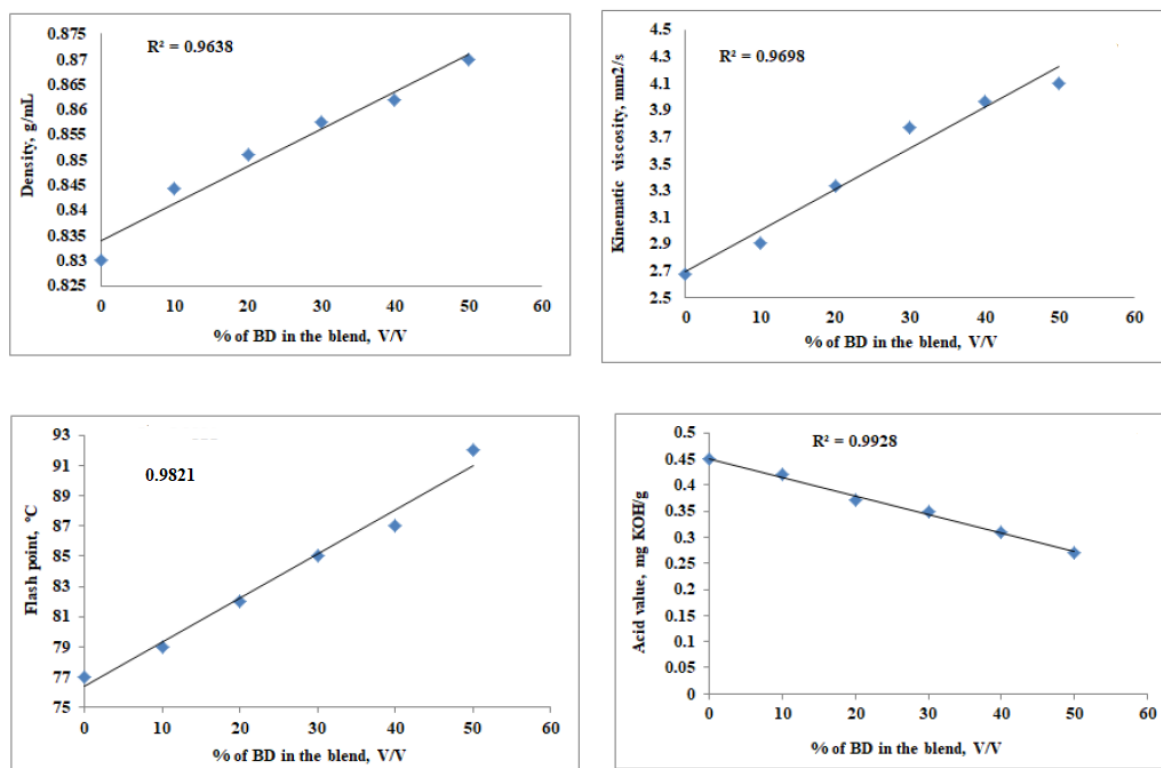 R² = 0.9638
Density, g/mL
0.87
0.865
0.86
0.855
0.85
0.845
0.84
0.835
0.83
0.825
0 10 20 30 40 50 60
% of BD in the blend, V/V
R² = 0.9698
Kinematic viscosity, mm2/s
4.5
4.3
4.1
3.9
3.7
3.5
3.3
3.1
2.9
2.7
2.5
0 10 20 30 40 50 60
% of BD in the blend, V/V
0.9821
Flash point, °C
93
91
89
87
85
83
81
79
77
75
0 10 20 30 40 50 60
% of BD in the blend, V/V
R² = 0.9928
Acid value, mg KOH/g
0.5
0.45
0.4
0.35
0.3
0.25
0.2
0.15
0.1
0.05
0
0 10 20 30 40 50 60
% of BD in the blend, V/V